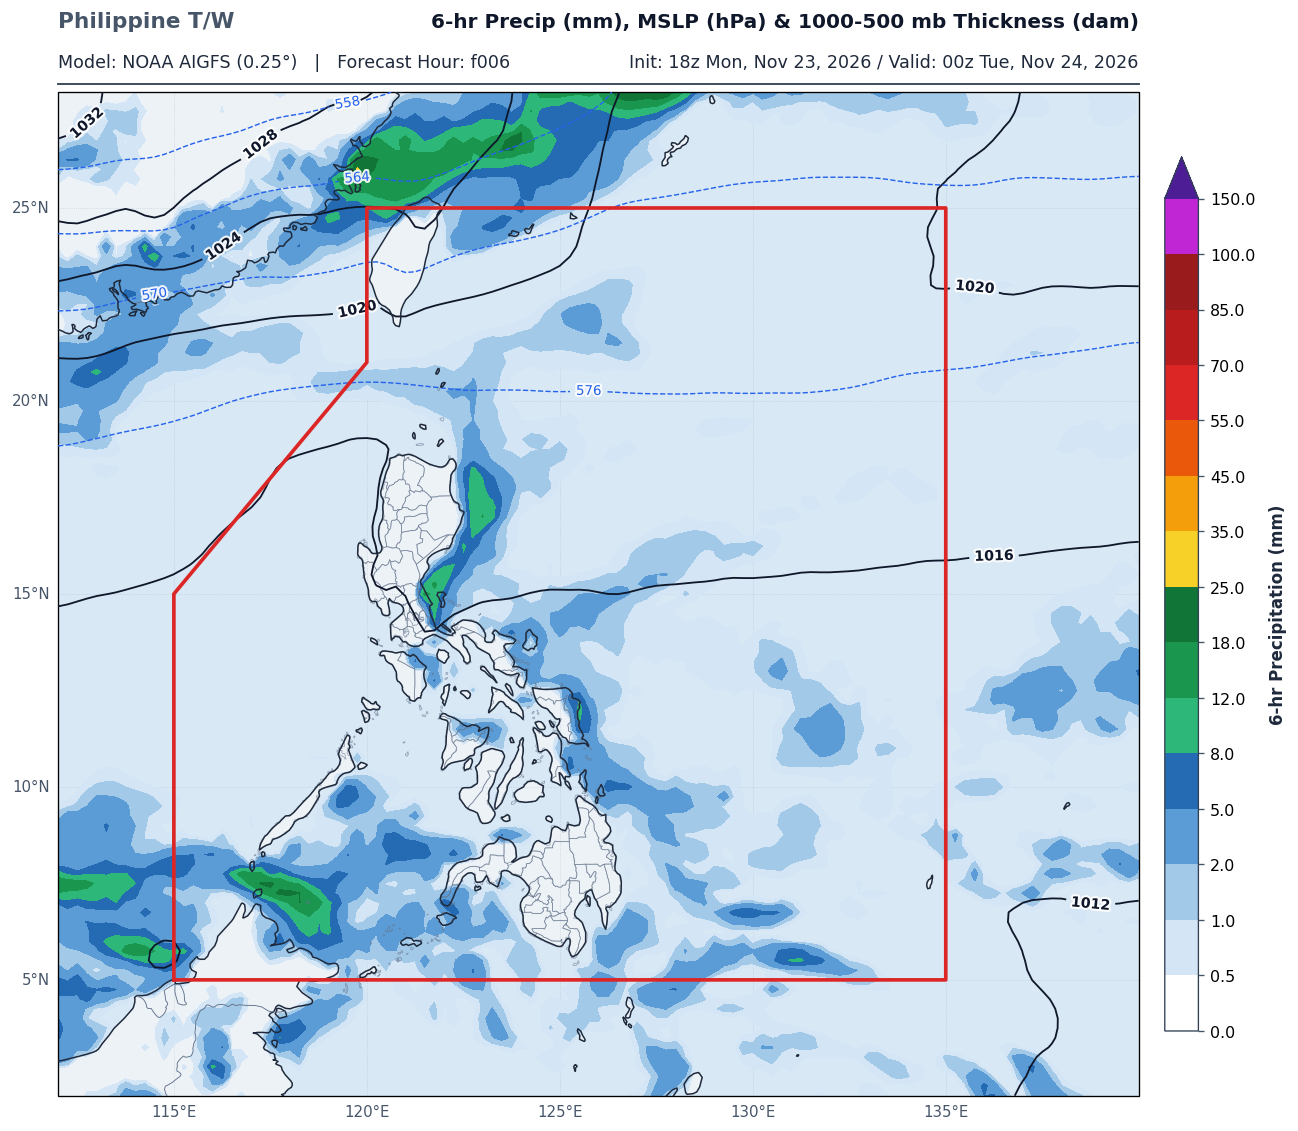 Philippine T/W
6-hr Precip (mm), MSLP (hPa) & 1000-500 mb Thickness (dam)
Model: NOAA AIGFS (0.25°)   |   Forecast Hour: f006
Init: 18z Mon, Nov 23, 2026 / Valid: 00z Tue, Nov 24, 2026
1032
558
1028
564
1024
570
1020
1020
576
1016
1012
25°N
20°N
15°N
10°N
5°N
115°E
120°E
125°E
130°E
135°E
150.0
100.0
85.0
70.0
55.0
45.0
35.0
25.0
18.0
12.0
8.0
5.0
2.0
1.0
0.5
0.0
6-hr Precipitation (mm)